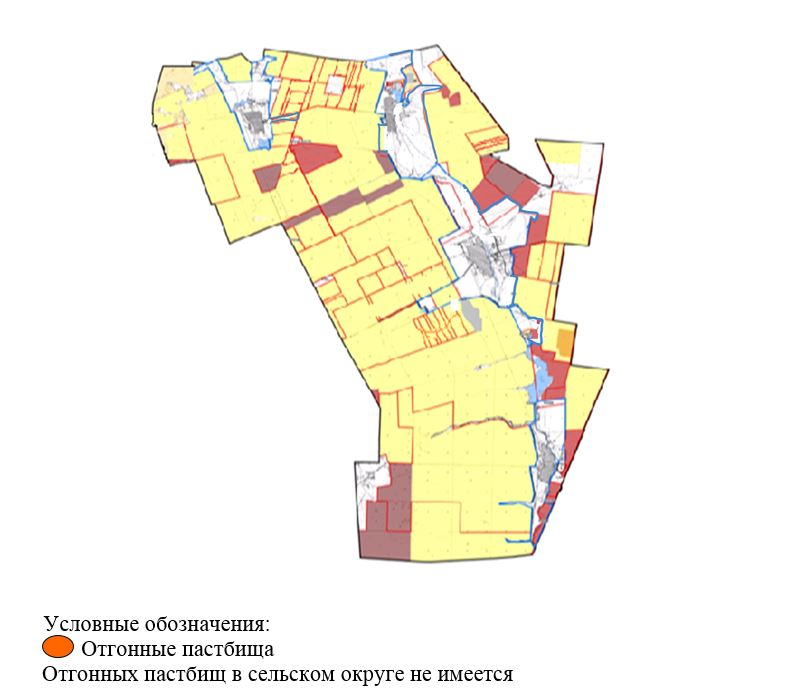 Условные обозначения:
Отгонные пастбища
Отгонных пастбищ в сельском округе не имеется